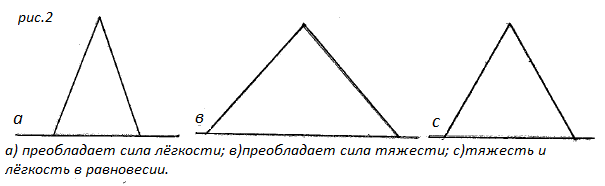 рис.2
а в с
а) преобладает сила лёгкости; в)преобладает сила тяжести; с)тяжесть и
лёгкость в равновесии.